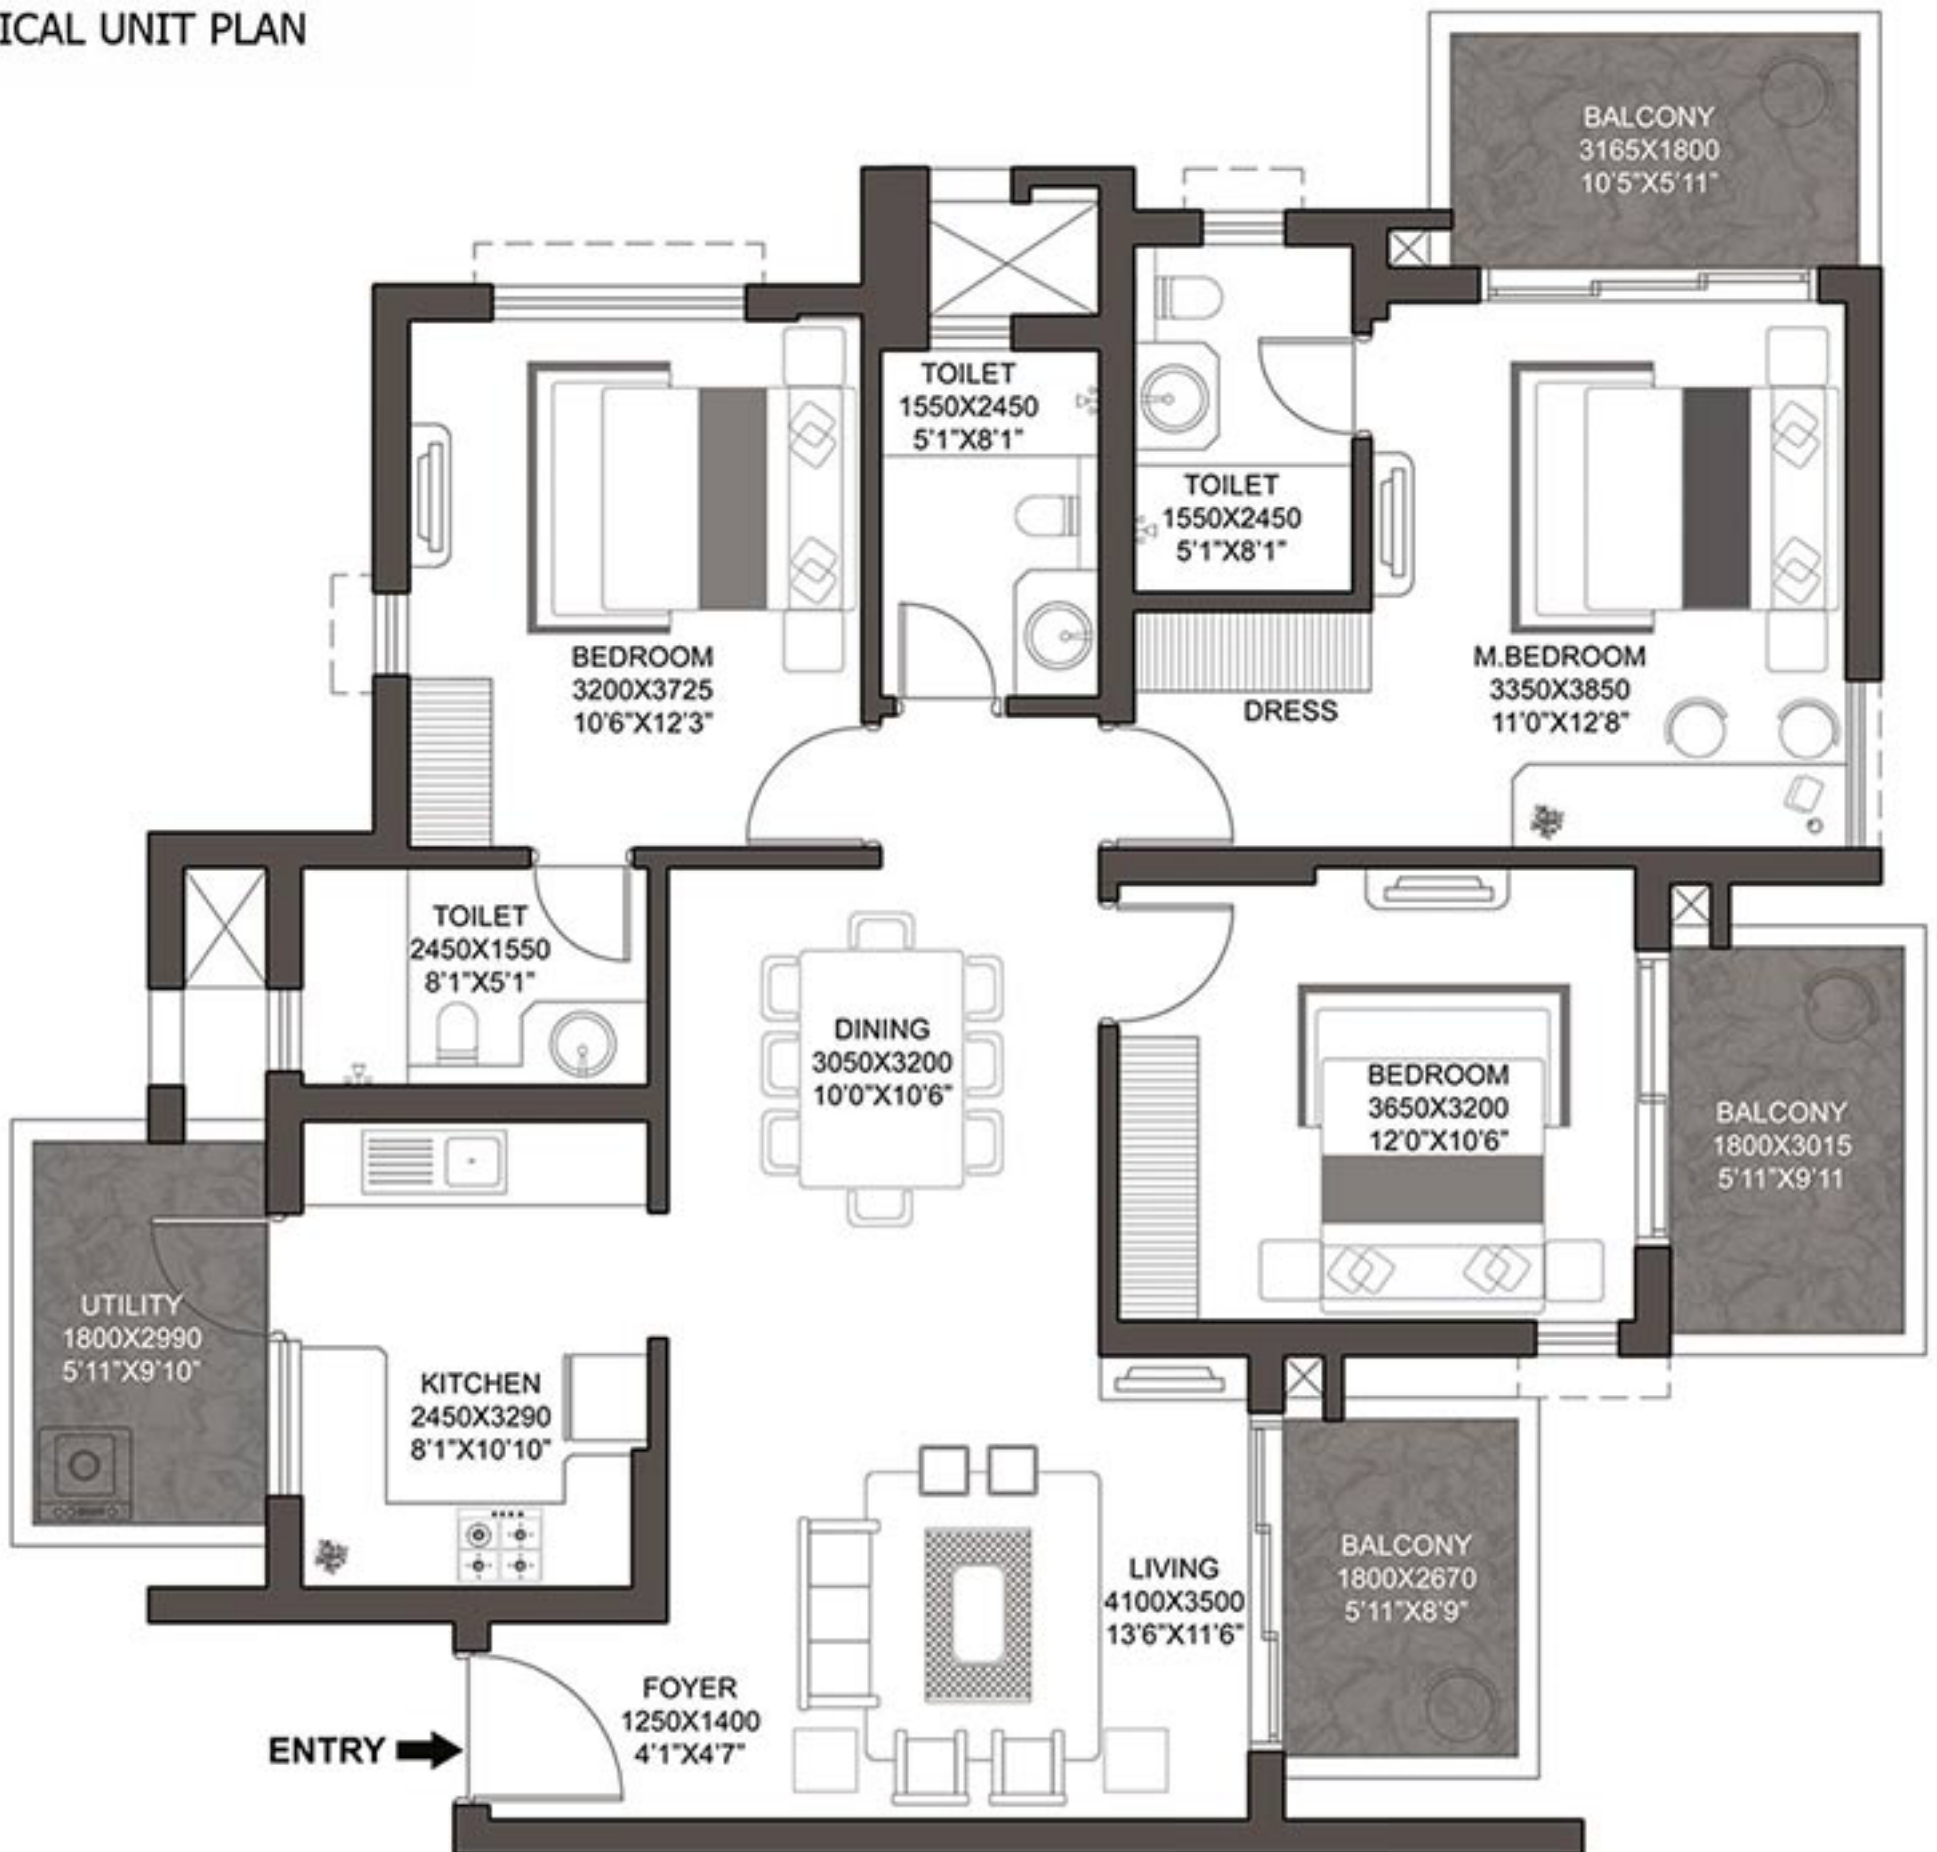 ICAL UNIT PLAN
BALCONY
3165X1800
10'5"X5'11"
TOILET
1550X2450
5'1"X8'1"
TOILET
1550X2450
5'1"X8'1"
BEDROOM
3200X3725
10'6"X12'3"
M.BEDROOM
3350X3850
11'0"X12'8"
DRESS
TOILET
2450X1550
8'1"X5'1"
DINING
3050X3200
10'0"X10'6"
BEDROOM
3650X3200
12'0"X10'6"
BALCONY
1800X3015
5'11"X9'11
UTILITY
1800X2990
5'11"X9'10"
KITCHEN
2450X3290
8'1"X10'10"
LIVING
4100X3500
13'6"X11'6"
BALCONY
1800X2670
5'11"X8'9"
FOYER
1250X1400
4'1"X4'7"
ENTRY